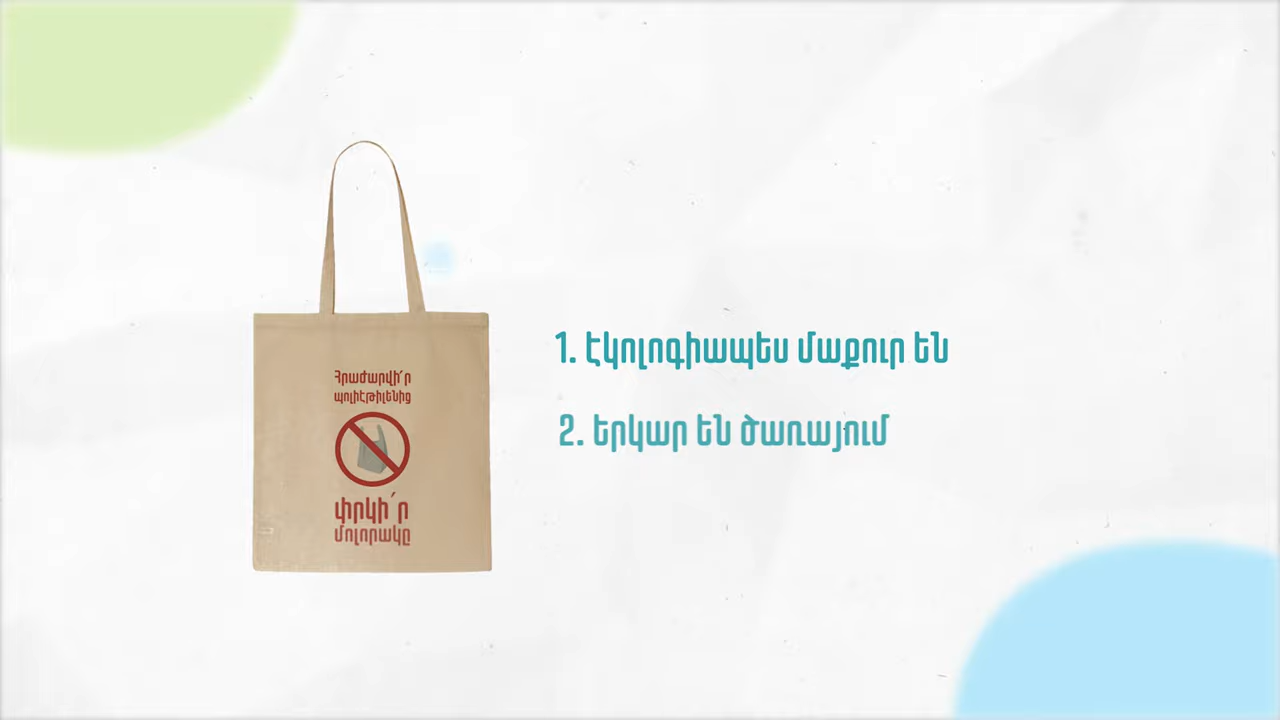 Հրաժարվի՛ր
պոլիէթիլենից
փրկի՛ր
մոլորակը
1. էկոլոգիապես մաքուր են
2. երկար են ծառայում